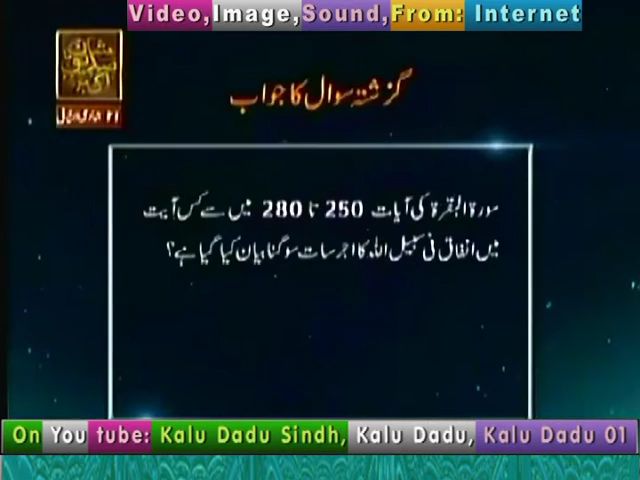 Video,Image,Sound,From: Internet
گزشتہ سوال کا جواب
سورۃ البقرۃ کی آیات 250 تا 280 میں سے کس آیت
میں انفاق فی سبیل اللہ کا اجر سات سو گنا بیان کیا گیا ہے؟
On You tube: Kalu Dadu Sindh, Kalu Dadu, Kalu Dadu 01